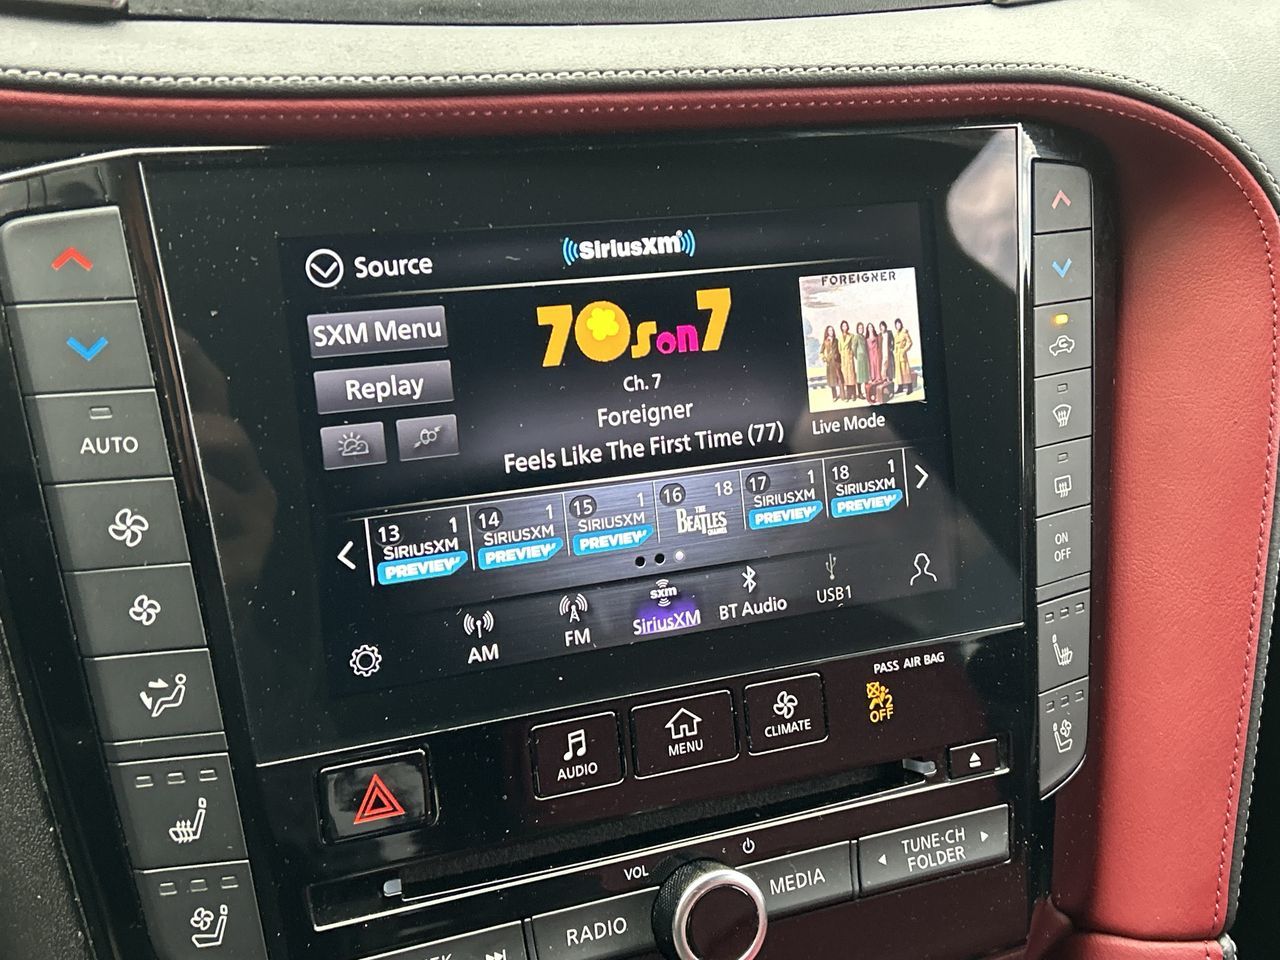 SiriusXM
Source
FOREIGNER
SXM Menu
70s on 7
Replay
Ch. 7
Foreigner
Feels Like The First Time (77)
Live Mode
13 1
SIRIUSXM
PREVIEW
14 1
SIRIUSXM
PREVIEW
15 1
SIRIUSXM
PREVIEW
16 18
THE
BEATLES
CHANNEL
17 1
SIRIUSXM
PREVIEW
18 1
SIRIUSXM
PREVIEW
AM
FM
sxm
SiriusXM
BT Audio
USB1
AUTO
ON
OFF
PASS AIR BAG
2
OFF
AUDIO
MENU
CLIMATE
VOL
RADIO
MEDIA
TUNE·CH
FOLDER